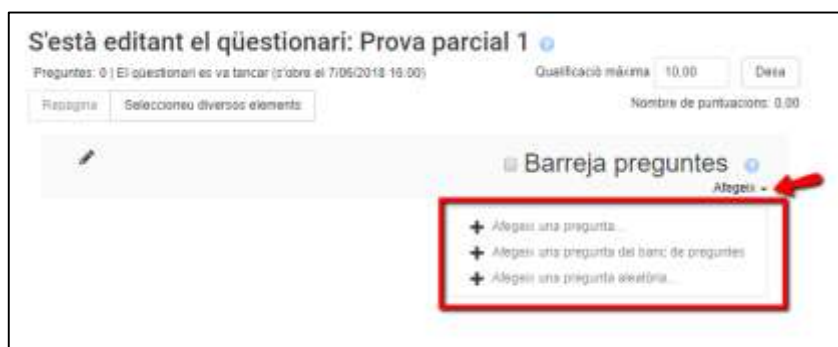 S'està editant el qüestionari: Prova parcial 1
Preguntes: 0 | El qüestionari es va tancar (s'obre el 7/06/2018 16:00)
Qualificació màxima 10.00 Desa
Repagina Seleccioneu diversos elements
Nombre de puntuacions: 0.00
Barreja preguntes
Afegeix
Afegeix una pregunta...
Afegeix una pregunta del banc de preguntes
Afegeix una pregunta aleatòria...